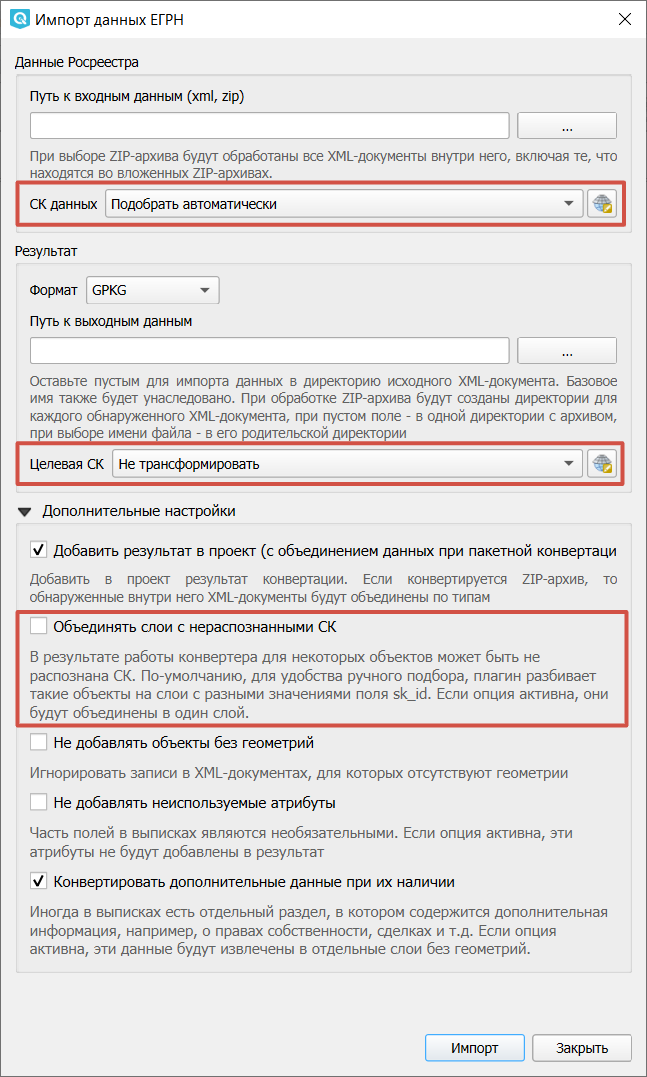 Импорт данных ЕГРН
Данные Росреестра
Путь к входным данным (xml, zip)
...
При выборе ZIP-архива будут обработаны все XML-документы внутри него, включая те, что
находятся во вложенных ZIP-архивах.
СК данных Подобрать автоматически
Результат
Формат GPKG
Путь к выходным данным
...
Оставьте пустым для импорта данных в директорию исходного XML-документа. Базовое
имя также будет унаследовано. При обработке ZIP-архива будут созданы директории для
каждого обнаруженного XML-документа, при пустом поле - в одной директории с архивом,
при выборе имени файла - в его родительской директории
Целевая СК Не трансформировать
Дополнительные настройки
Добавить результат в проект (с объединением данных при пакетной конвертаци
Добавить в проект результат конвертации. Если конвертируется ZIP-архив, то
обнаруженные внутри него XML-документы будут объединены по типам
Объединять слои с нераспознанными СК
В результате работы конвертера для некоторых объектов может быть не
распознана СК. По-умолчанию, для удобства ручного подбора, плагин разбивает
такие объекты на слои с разными значениями поля sk_id. Если опция активна, они
будут объединены в один слой.
Не добавлять объекты без геометрий
Игнорировать записи в XML-документах, для которых отсутствуют геометрии
Не добавлять неиспользуемые атрибуты
Часть полей в выписках являются необязательными. Если опция активна, эти
атрибуты не будут добавлены в результат
Конвертировать дополнительные данные при их наличии
Иногда в выписках есть отдельный раздел, в котором содержится дополнительная
информация, например, о правах собственности, сделках и т.д. Если опция
активна, эти данные будут извлечены в отдельные слои без геометрий.
Импорт Закрыть